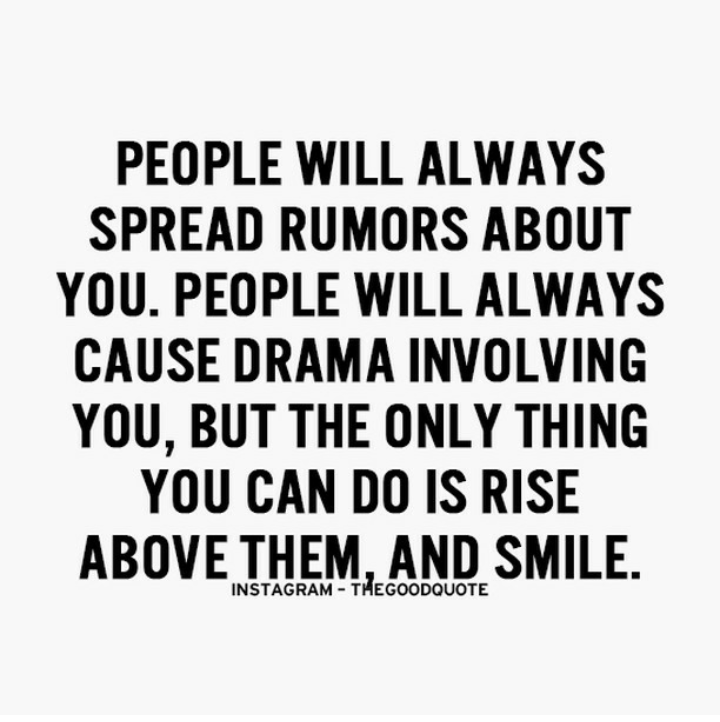 PEOPLE WILL ALWAYS
SPREAD RUMORS ABOUT
YOU. PEOPLE WILL ALWAYS
CAUSE DRAMA INVOLVING
YOU, BUT THE ONLY THING
YOU CAN DO IS RISE
ABOVE THEM, AND SMILE.
INSTAGRAM - THEGOODQUOTE